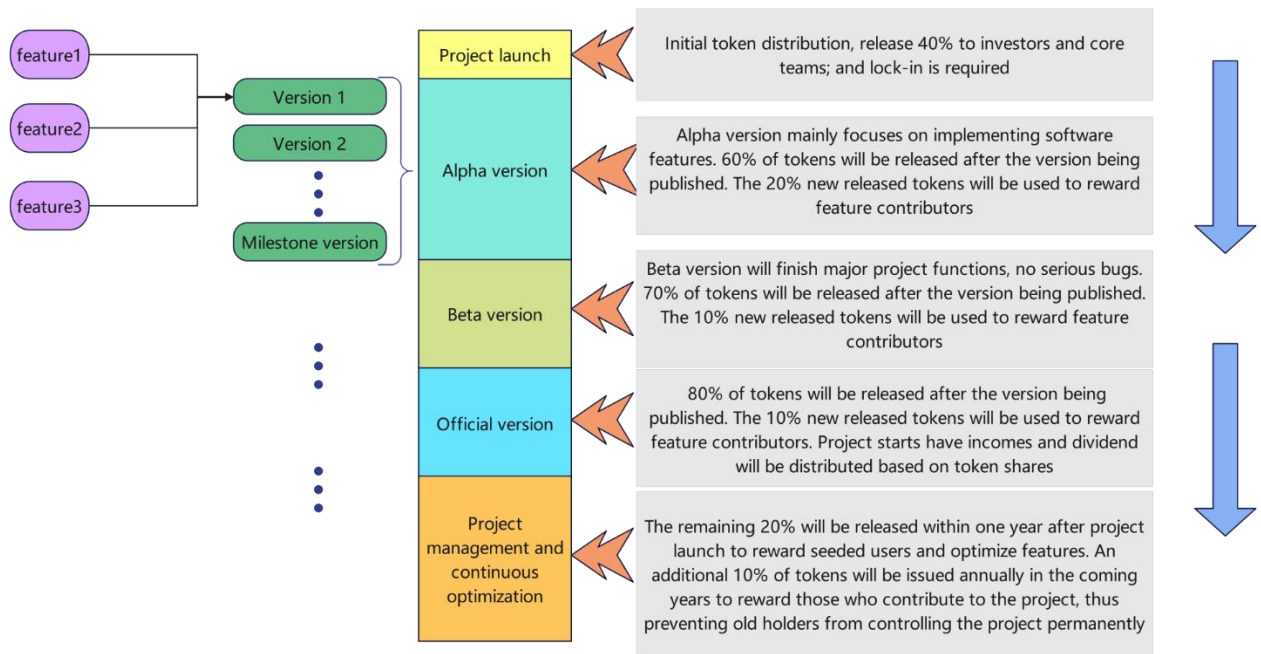 feature1
feature2
feature3
Version 1
Version 2
Milestone version
Project launch
Alpha version
Beta version
Official version
Project
management and
continuous
optimization
Initial token distribution, release 40% to investors and core
teams; and lock-in is required
Alpha version mainly focuses on implementing software
features. 60% of tokens will be released after the version being
published. The 20% new released tokens will be used to reward
feature contributors
Beta version will finish major project functions, no serious bugs.
70% of tokens will be released after the version being published.
The 10% new released tokens will be used to reward feature
contributors
80% of tokens will be released after the version being
published. The 10% new released tokens will be used to reward
feature contributors. Project starts have incomes and dividend
will be distributed based on token shares
The remaining 20% will be released within one year after project
launch to reward seeded users and optimize features. An
additional 10% of tokens will be issued annually in the coming
years to reward those who contribute to the project, thus
preventing old holders from controlling the project permanently